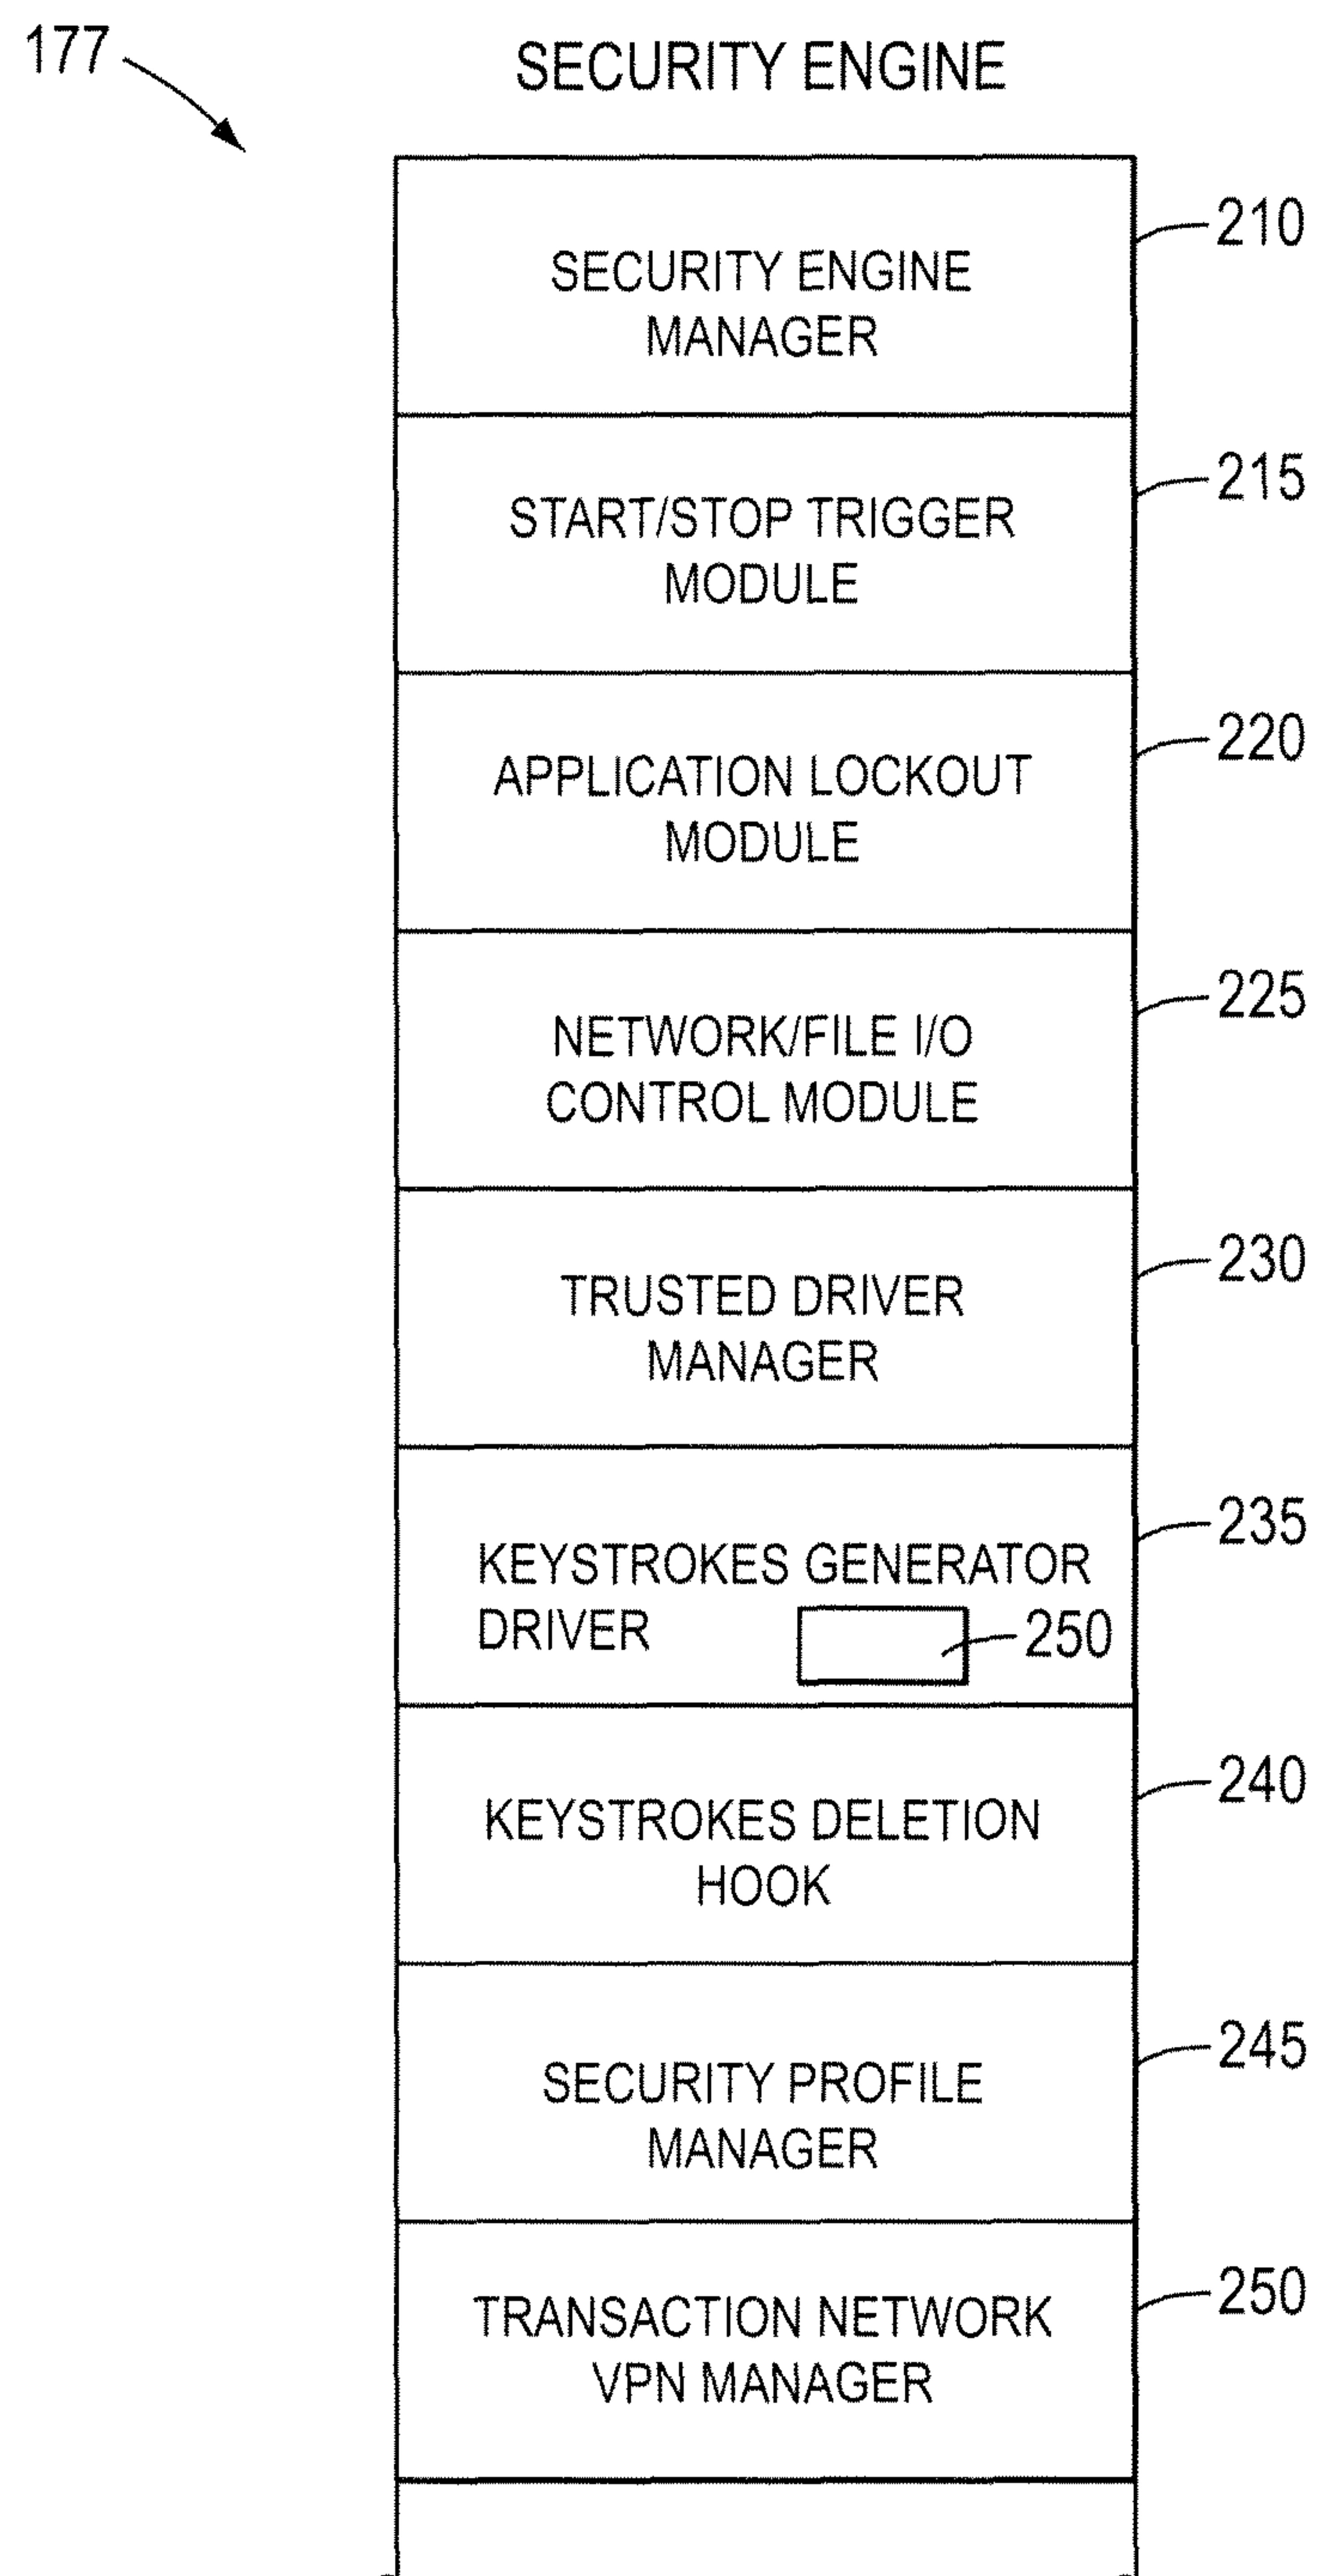 177
SECURITY ENGINE
210
SECURITY ENGINE
MANAGER
215
START/STOP TRIGGER
MODULE
220
APPLICATION LOCKOUT
MODULE
225
NETWORK/FILE I/O
CONTROL MODULE
230
TRUSTED DRIVER
MANAGER
235
KEYSTROKES GENERATOR
DRIVER
250
240
KEYSTROKES DELETION
HOOK
245
SECURITY PROFILE
MANAGER
250
TRANSACTION NETWORK
VPN MANAGER